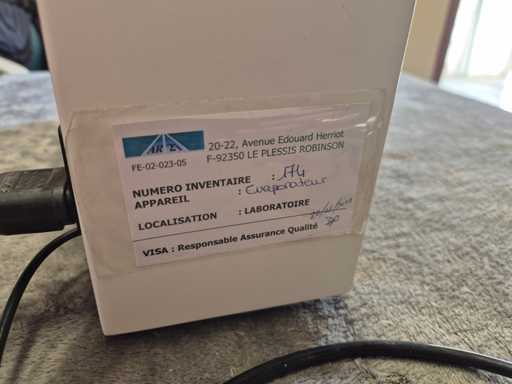 20-22, Avenue Edouard Herriot
F-92350 LE PLESSIS ROBINSON
FE-02-023-05
NUMERO INVENTAIRE : 174
APPAREIL : Evaporateur
LOCALISATION : LABORATOIRE
VISA : Responsable Assurance Qualité